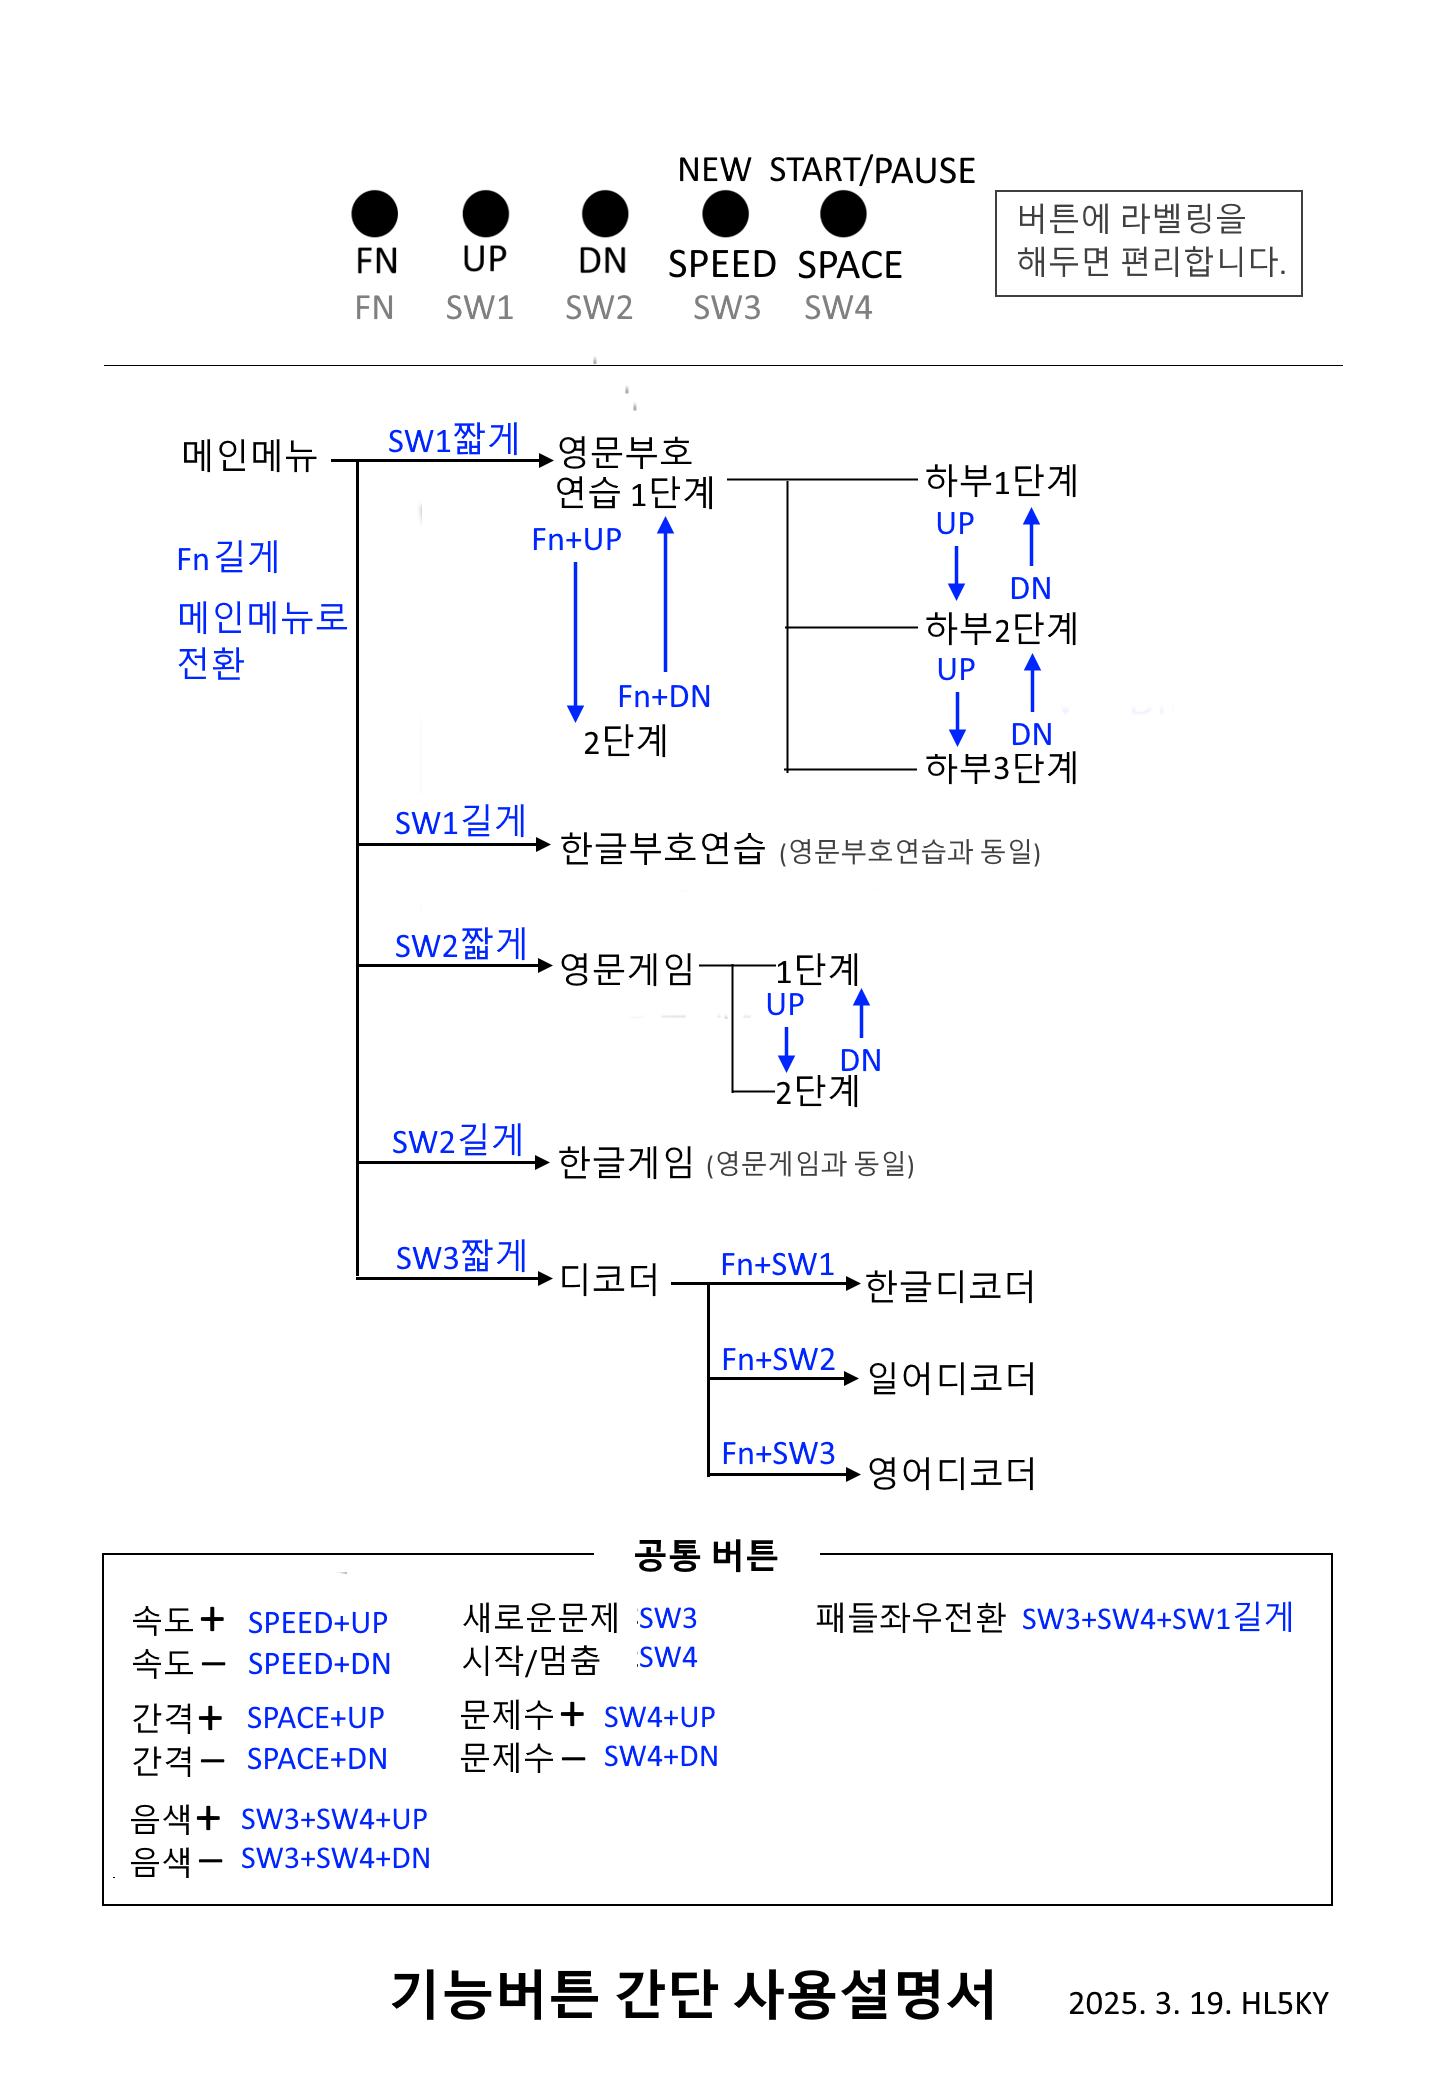 NEW START/PAUSE
FN UP DN SPEED SPACE
FN SW1 SW2 SW3 SW4
버튼에 라벨링을
해두면 편리합니다.
메인메뉴
SW1짧게
영문부호
연습 1단계
Fn길게
메인메뉴로
전환
Fn+UP
Fn+DN
2단계
하부1단계
UP
DN
하부2단계
UP
DN
하부3단계
SW1길게
한글부호연습 (영문부호연습과 동일)
SW2짧게
영문게임
1단계
UP
DN
2단계
SW2길게
한글게임 (영문게임과 동일)
SW3짧게
디코더
Fn+SW1
한글디코더
Fn+SW2
일어디코더
Fn+SW3
영어디코더
공통 버튼
속도+ SPEED+UP
속도− SPEED+DN
간격+ SPACE+UP
간격− SPACE+DN
음색+ SW3+SW4+UP
음색− SW3+SW4+DN
새로운문제 SW3
시작/멈춤 SW4
문제수+ SW4+UP
문제수− SW4+DN
패들좌우전환 SW3+SW4+SW1길게
기능버튼 간단 사용설명서
2025. 3. 19. HL5KY